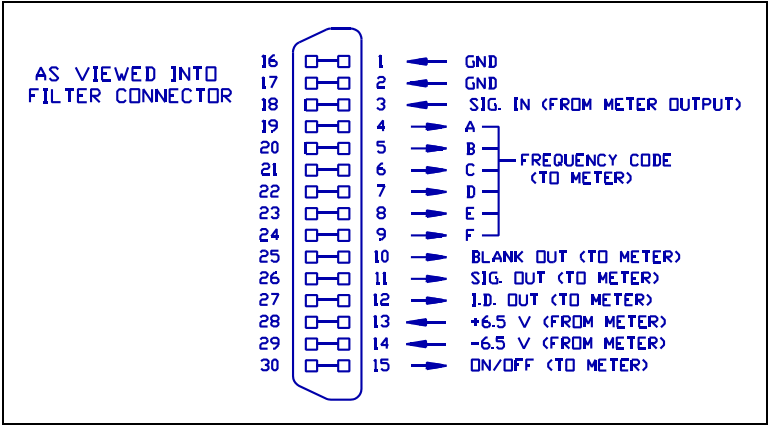 AS VIEWED INTO
FILTER CONNECTOR
16 1 GND
17 2 GND
18 3 SIG. IN (FROM METER OUTPUT)
19 4 A
20 5 B
21 6 C
22 7 D
23 8 E
24 9 F
FREQUENCY CODE
(TO METER)
25 10 BLANK OUT (TO METER)
26 11 SIG. OUT (TO METER)
27 12 I.D. OUT (TO METER)
28 13 +6.5 V (FROM METER)
29 14 -6.5 V (FROM METER)
30 15 ON/OFF (TO METER)